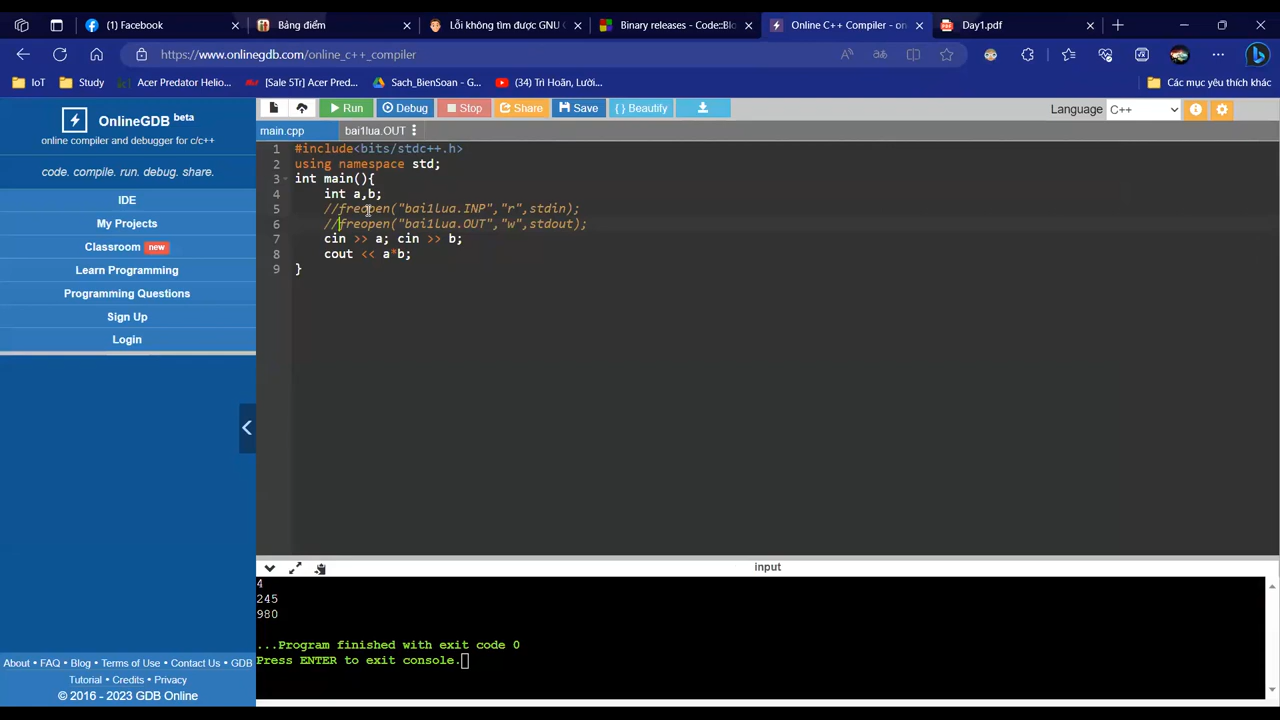 (1) Facebook
Bảng điểm
Lỗi không tìm được GNU
Binary releases - Code::Blo
Online C++ Compiler - on
Day1.pdf
https://www.onlinegdb.com/online_c++_compiler
IoT
Study
Acer Predator Helio...
[Sale 5Tr] Acer Pred...
Sach_BienSoan - G...
(34) Trì Hoãn, Lười...
Các mục yêu thích khác
OnlineGDB beta
online compiler and debugger for c/c++
code. compile. run. debug. share.
IDE
My Projects
Classroom new
Learn Programming
Programming Questions
Sign Up
Login
About • FAQ • Blog • Terms of Use • Contact Us • GDB
Tutorial • Credits • Privacy
© 2016 - 2023 GDB Online
Run
Debug
Stop
Share
Save
{ } Beautify
Language C++
main.cpp
bai1lua.OUT
1 #include<bits/stdc++.h>
2 using namespace std;
3 int main(){
4 int a,b;
5 //freopen("bai1lua.INP","r",stdin);
6 //freopen("bai1lua.OUT","w",stdout);
7 cin >> a; cin >> b;
8 cout << a*b;
9 }
input
4
245
980
...Program finished with exit code 0
Press ENTER to exit console.